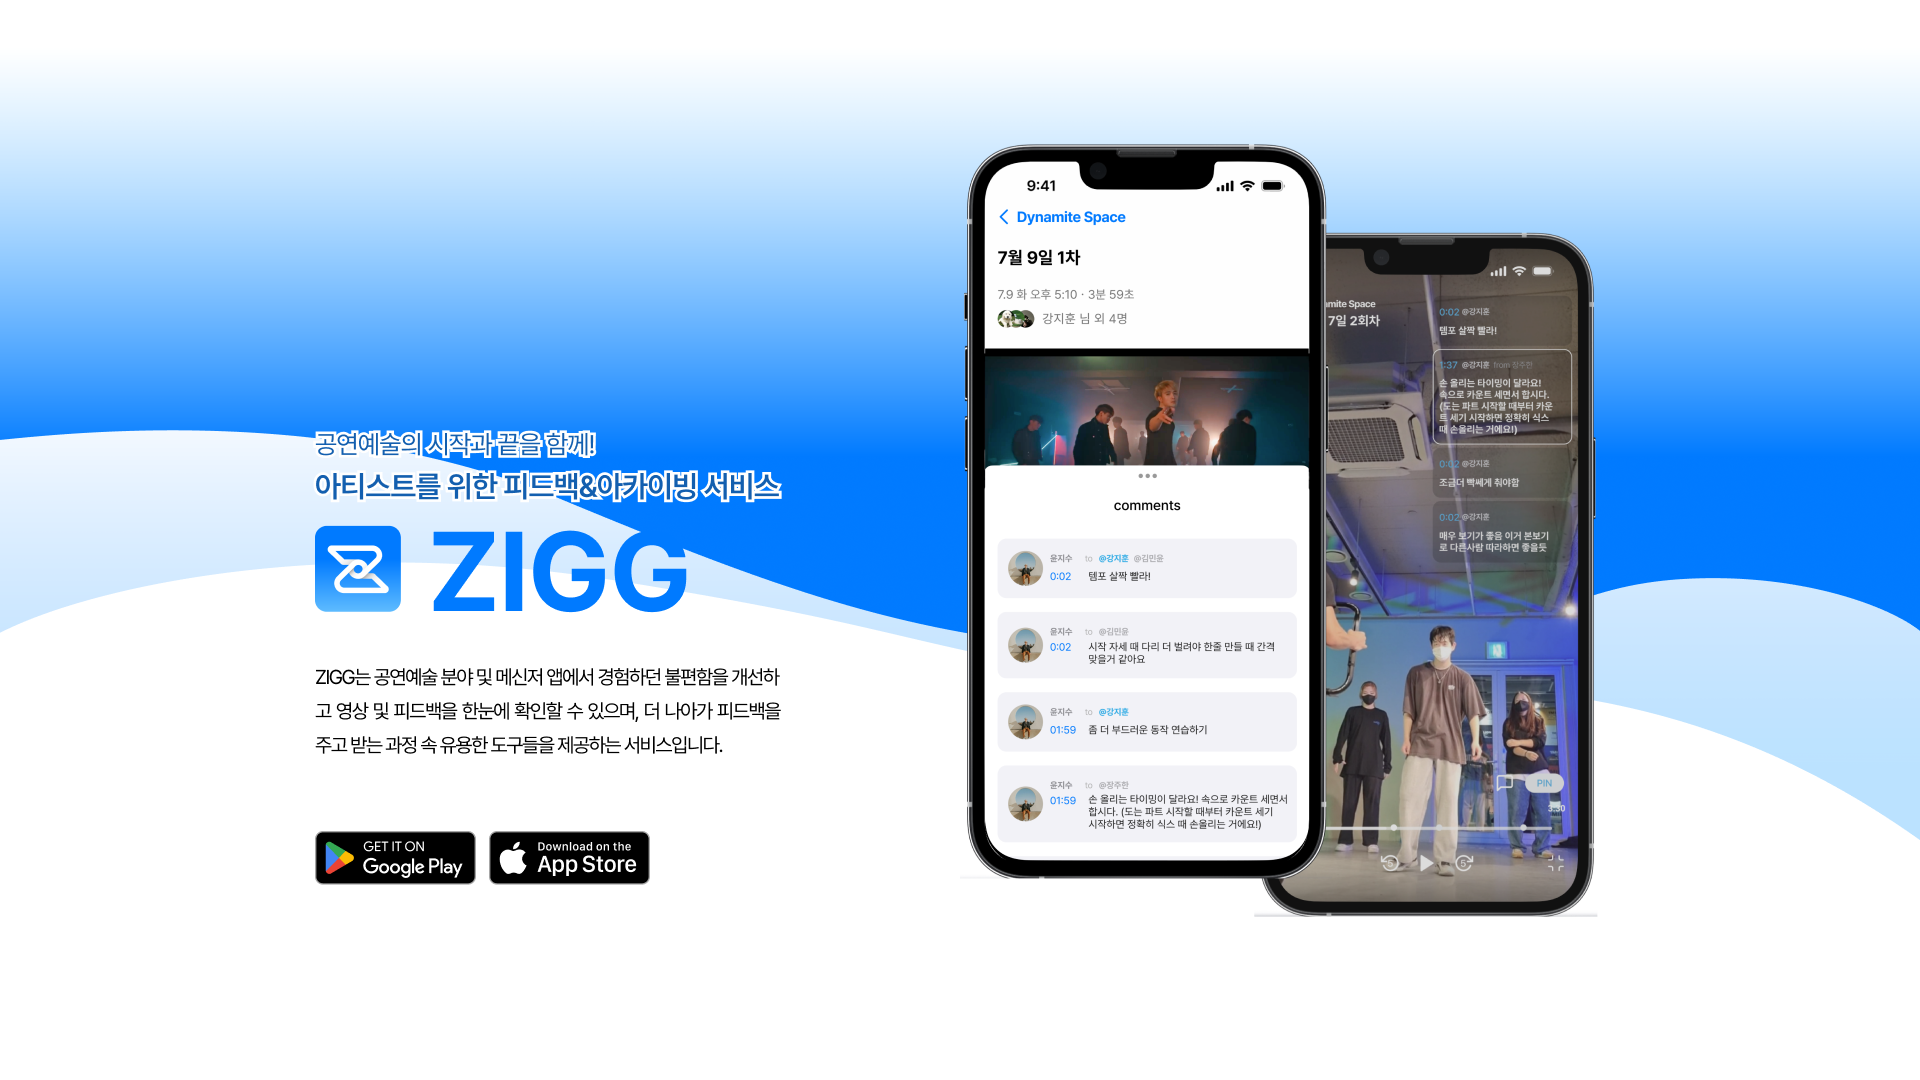 공연예술의 시작과 끝을 함께!
아티스트를 위한 피드백&아카이빙 서비스
ZIGG
ZIGG는 공연예술 분야 및 메신저 앱에서 경험하던 불편함을 개선하
고 영상 및 피드백을 한눈에 확인할 수 있으며, 더 나아가 피드백을
주고 받는 과정 속 유용한 도구들을 제공하는 서비스입니다.
GET IT ON
Google Play
Download on the
App Store
9:41
Dynamite Space
7월 9일 1차
7.9 화 오후 5:10 · 3분 59초
강지훈 님 외 4명
comments
윤지수 to @강지훈 @김민윤
0:02 템포 살짝 빨라!
윤지수 to @김민윤
0:02 시작 자세 때 다리 더 벌려야 한줄 만들 때 간격
맞을거 같아요
윤지수 to @강지훈
01:59 좀 더 부드러운 동작 연습하기
윤지수 to @장주한
01:59 손 올리는 타이밍이 달라요! 속으로 카운트 세면서
합시다. (도는 파트 시작할 때부터 카운트 세기
시작하면 정확히 식스 때 손올리는 거에요!)
amite Space
7일 2회차
0:02 @강지훈
템포 살짝 빨라!
1:37 @강지훈 from 장주한
손 올리는 타이밍이 달라요!
속으로 카운트 세면서 합시다.
(도는 파트 시작할 때부터 카운
트 세기 시작하면 정확히 식스
때 손올리는 거에요!)
0:02 @강지훈
조금더 빡쎄게 춰야함
0:02 @강지훈
매우 보기가 좋음 이거 본보기
로 다른사람 따라하면 좋을듯
PIN
3:30
5
5